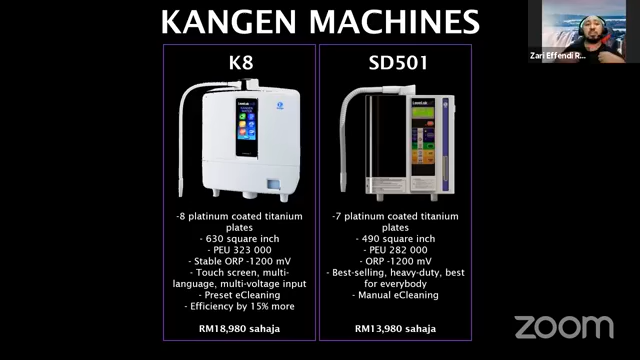 KANGEN MACHINES
Zari Effendi R...
K8
-8 platinum coated titanium
plates
- 630 square inch
- PEU 323 000
- Stable ORP -1200 mV
- Touch screen, multi-
language, multi-voltage input
- Preset eCleaning
- Efficiency by 15% more
RM18,980 sahaja
SD501
-7 platinum coated titanium
plates
- 490 square inch
- PEU 282 000
- ORP -1200 mV
- Best-selling, heavy-duty, best
for everybody
- Manual eCleaning
RM13,980 sahaja
zoom